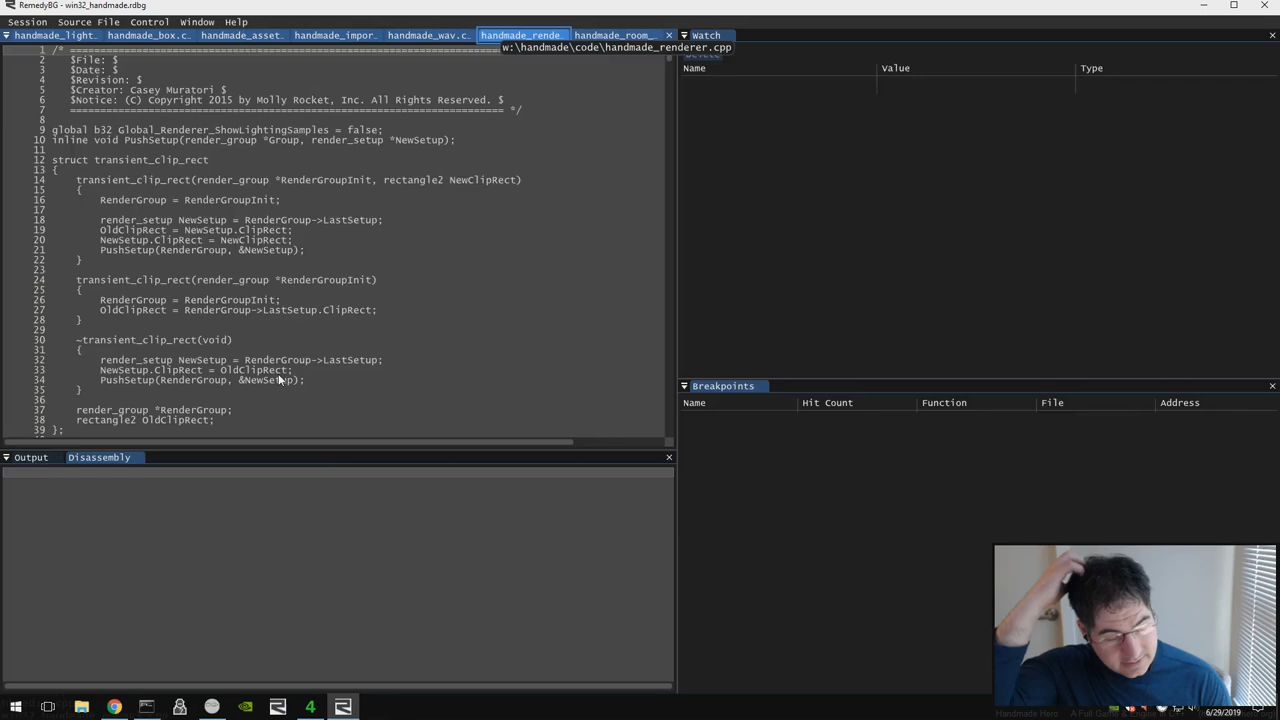 RemedyBG - win32_handmade.rdbg
Session Source File Control Window Help
handmade_light. handmade_box.c. handmade_asset. handmade_impor. handmade_wav.c. handmade_rende. handmade_room_. Watch
w:\handmade\code\handmade_renderer.cpp
Name Value Type
1 /* ========================================================================
2 $File: $
3 $Date: $
4 $Revision: $
5 $Creator: Casey Muratori $
6 $Notice: (C) Copyright 2015 by Molly Rocket, Inc. All Rights Reserved. $
7 ======================================================================== */
8
9 global b32 Global_Renderer_ShowLightingSamples = false;
10 inline void PushSetup(render_group *Group, render_setup *NewSetup);
11
12 struct transient_clip_rect
13 {
14 transient_clip_rect(render_group *RenderGroupInit, rectangle2 NewClipRect)
15 {
16 RenderGroup = RenderGroupInit;
17
18 render_setup NewSetup = RenderGroup->LastSetup;
19 OldClipRect = NewSetup.ClipRect;
20 NewSetup.ClipRect = NewClipRect;
21 PushSetup(RenderGroup, &NewSetup);
22 }
23
24 transient_clip_rect(render_group *RenderGroupInit)
25 {
26 RenderGroup = RenderGroupInit;
27 OldClipRect = RenderGroup->LastSetup.ClipRect;
28 }
29
30 ~transient_clip_rect(void)
31 {
32 render_setup NewSetup = RenderGroup->LastSetup;
33 NewSetup.ClipRect = OldClipRect;
34 PushSetup(RenderGroup, &NewSetup);
35 }
36
37 render_group *RenderGroup;
38 rectangle2 OldClipRect;
39 };
Breakpoints
Name Hit Count Function File Address
Output Disassembly
4
6/29/2019